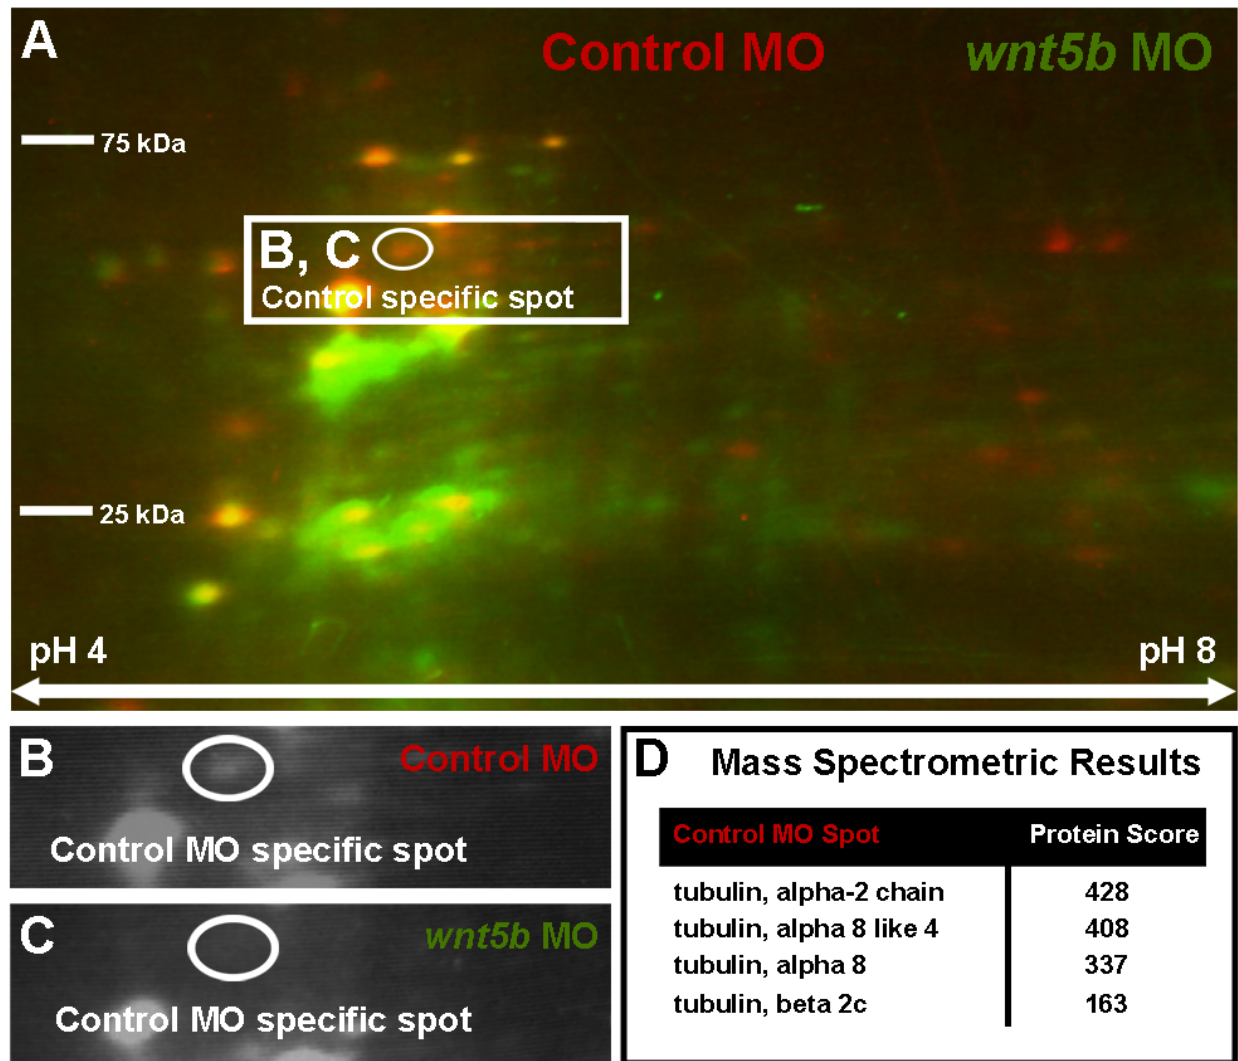 A
Control MO
wnt5b MO
75 kDa
B, C
Control specific spot
25 kDa
pH 4
pH 8
B
Control MO
Control MO specific spot
C
wnt5b MO
Control MO specific spot
D
Mass Spectrometric Results
Control MO Spot Protein Score
tubulin, alpha-2 chain 428
tubulin, alpha 8 like 4 408
tubulin, alpha 8 337
tubulin, beta 2c 163